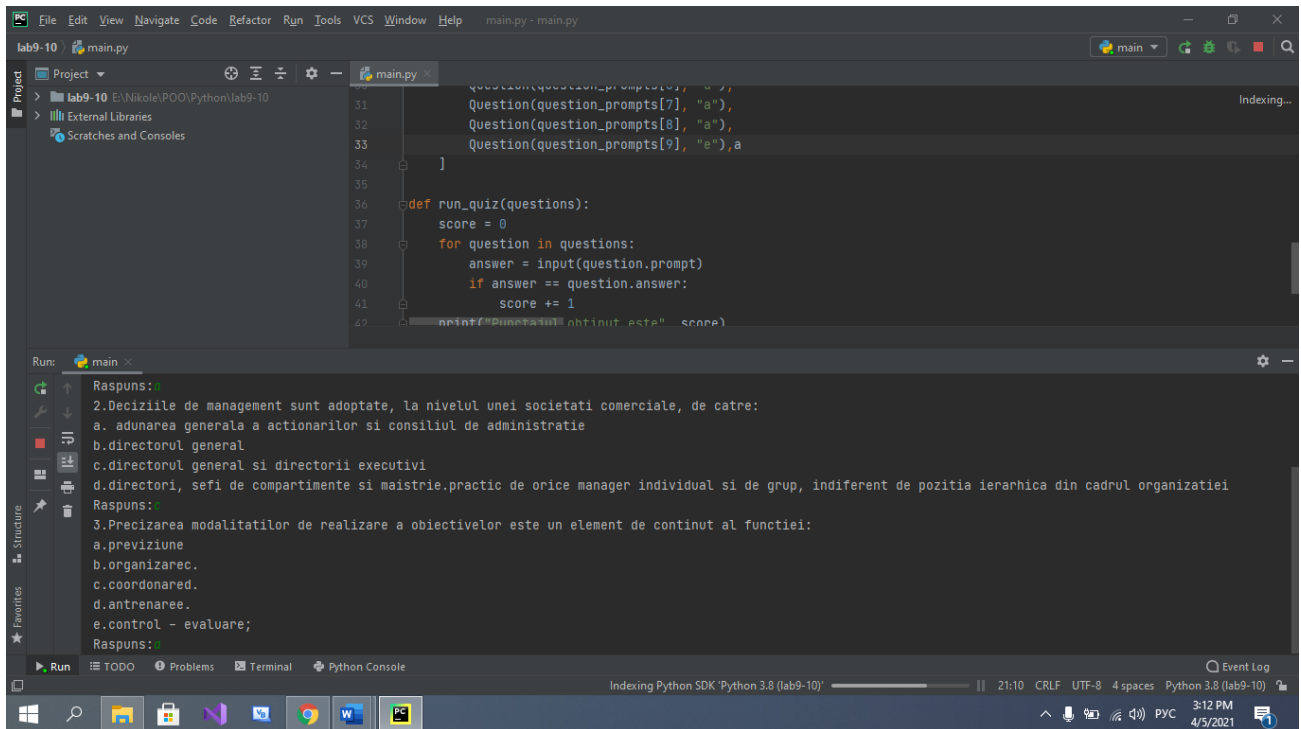 File Edit View Navigate Code Refactor Run Tools VCS Window Help main.py - main.py
lab9-10 main.py
main
Project
Project
main.py
lab9-10 E:\Nikole\POO\Python\lab9-10
External Libraries
Scratches and Consoles
Indexing...
31 Question(question_prompts[7], "a"),
32 Question(question_prompts[8], "a"),
33 Question(question_prompts[9], "e"),a
34 ]
35
36 def run_quiz(questions):
37 score = 0
38 for question in questions:
39 answer = input(question.prompt)
40 if answer == question.answer:
41 score += 1
42 print("Punctajul obtinut este", score)
Run: main
Raspuns:a
2.Deciziile de management sunt adoptate, la nivelul unei societati comerciale, de catre:
a. adunarea generala a actionarilor si consiliul de administratie
b.directorul general
c.directorul general si directorii executivi
d.directori, sefi de compartimente si maistrie.practic de orice manager individual si de grup, indiferent de pozitia ierarhica din cadrul organizatiei
Raspuns:c
3.Precizarea modalitatilor de realizare a obiectivelor este un element de continut al functiei:
a.previziune
b.organizarec.
c.coordonared.
d.antrenaree.
e.control - evaluare;
Raspuns:a
Structure
Favorites
Run TODO Problems Terminal Python Console Event Log
Indexing Python SDK 'Python 3.8 (lab9-10)' 21:10 CRLF UTF-8 4 spaces Python 3.8 (lab9-10)
РУС
3:12 PM
4/5/2021